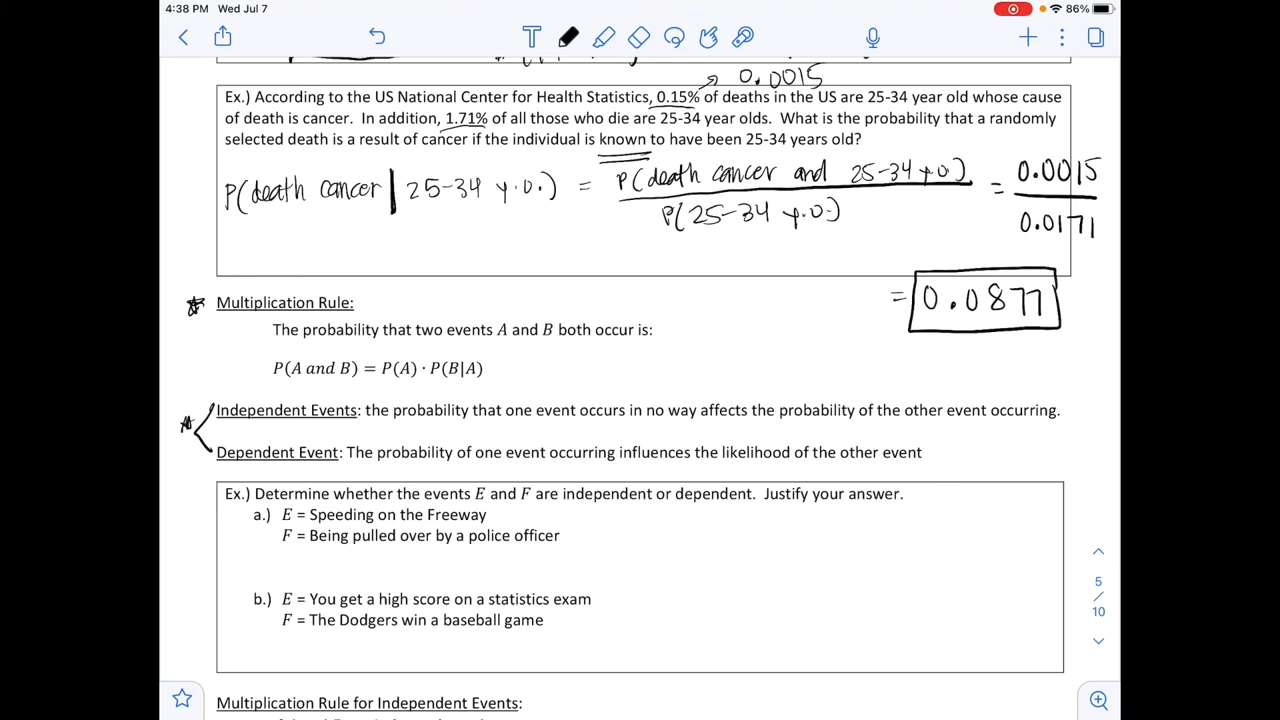 4:38 PM Wed Jul 7
86%
0.0015
Ex.) According to the US National Center for Health Statistics, 0.15% of deaths in the US are 25-34 year old whose cause
of death is cancer. In addition, 1.71% of all those who die are 25-34 year olds. What is the probability that a randomly
selected death is a result of cancer if the individual is known to have been 25-34 years old?
P(death cancer | 25-34 y.o.) = P(death cancer and 25-34 y.o.) = 0.0015
P(25-34 y.o.) 0.0171
= 0.0877
Multiplication Rule:
The probability that two events A and B both occur is:
P(A and B) = P(A) · P(B|A)
Independent Events: the probability that one event occurs in no way affects the probability of the other event occurring.
Dependent Event: The probability of one event occurring influences the likelihood of the other event
Ex.) Determine whether the events E and F are independent or dependent. Justify your answer.
a.) E = Speeding on the Freeway
F = Being pulled over by a police officer
b.) E = You get a high score on a statistics exam
F = The Dodgers win a baseball game
5
/
10
Multiplication Rule for Independent Events: